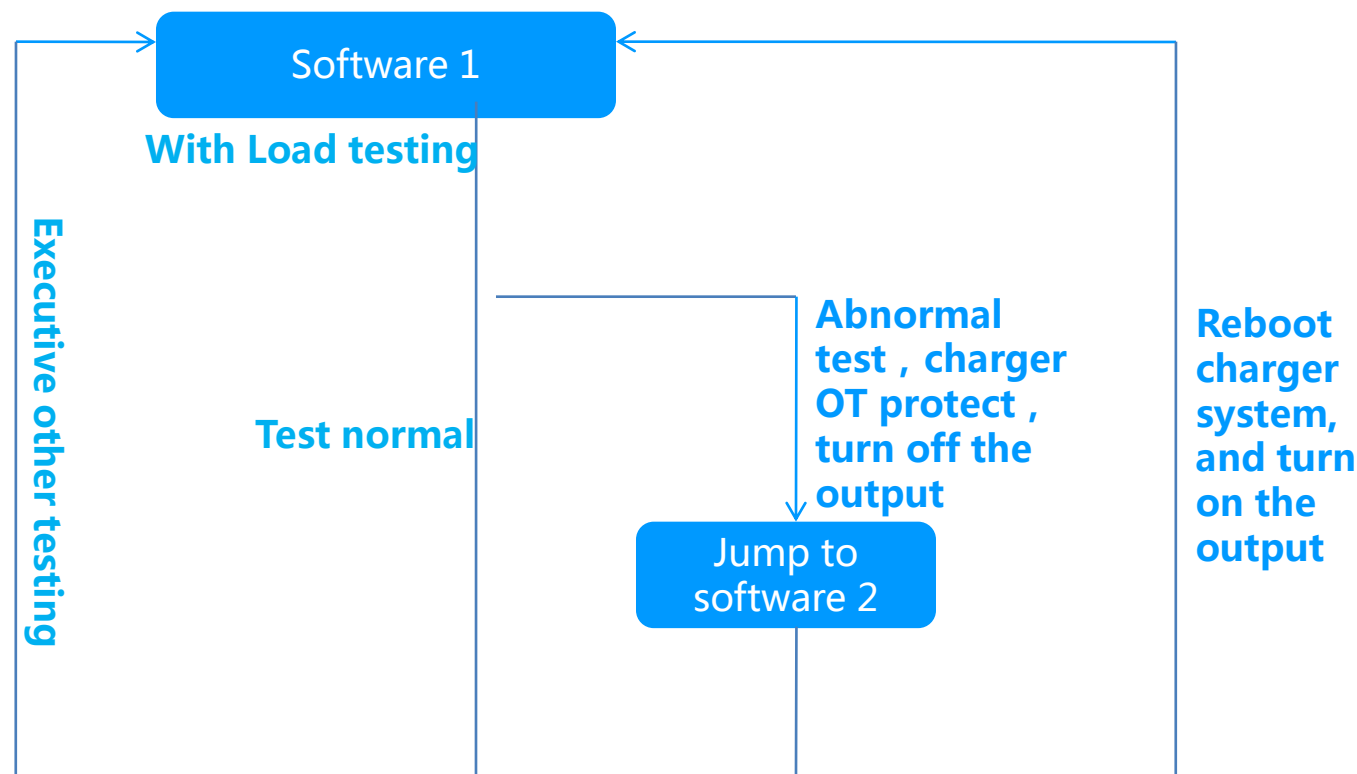 Software 1
With Load testing
Executive other testing
Test normal
Abnormal
test，charger
OT protect，
turn off the
output
Reboot
charger
system,
and turn
on the
output
Jump to
software 2